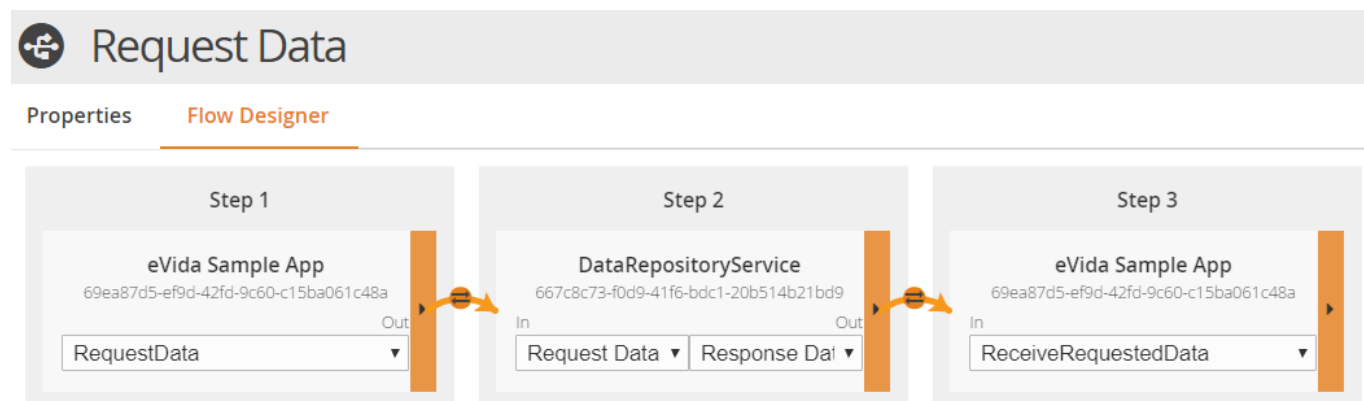 Request Data
Properties Flow Designer
Step 1
eVida Sample App
69ea87d5-ef9d-42fd-9c60-c15ba061c48a
Out
RequestData
Step 2
DataRepositoryService
667c8c73-f0d9-41f6-bdc1-20b514b21bd9
In Out
Request Data Response Dat
Step 3
eVida Sample App
69ea87d5-ef9d-42fd-9c60-c15ba061c48a
In
ReceiveRequestedData